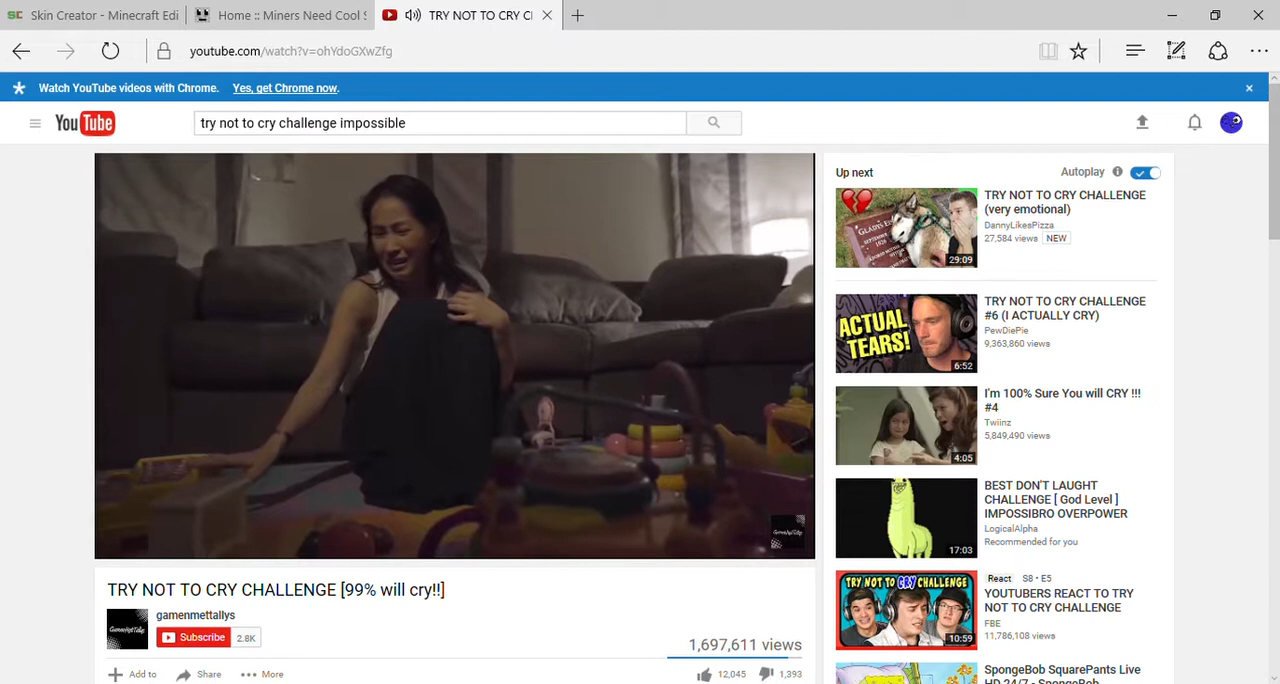 Skin Creator - Minecraft Edi
Home :: Miners Need Cool S
TRY NOT TO CRY C
youtube.com/watch?v=ohYdoGXwZfg
Watch YouTube videos with Chrome. Yes, get Chrome now.
YouTube
try not to cry challenge impossible
Up next
Autoplay
TRY NOT TO CRY CHALLENGE
(very emotional)
DannyLikesPizza
27,584 views NEW
29:09
TRY NOT TO CRY CHALLENGE
#6 (I ACTUALLY CRY)
PewDiePie
9,363,860 views
ACTUAL
TEARS!
6:52
I'm 100% Sure You will CRY !!!
#4
Twiinz
5,849,490 views
4:05
BEST DON'T LAUGHT
CHALLENGE [ God Level ]
IMPOSSIBRO OVERPOWER
LogicalAlpha
Recommended for you
17:03
TRY NOT TO CRY CHALLENGE
React S8 • E5
YOUTUBERS REACT TO TRY
NOT TO CRY CHALLENGE
FBE
11,786,108 views
10:59
SpongeBob SquarePants Live
HD 24/7 - SpongeBob
TRY NOT TO CRY CHALLENGE [99% will cry!!]
gamenmettallys
Subscribe 2.8K
1,697,611 views
Add to Share More
12,045 1,393